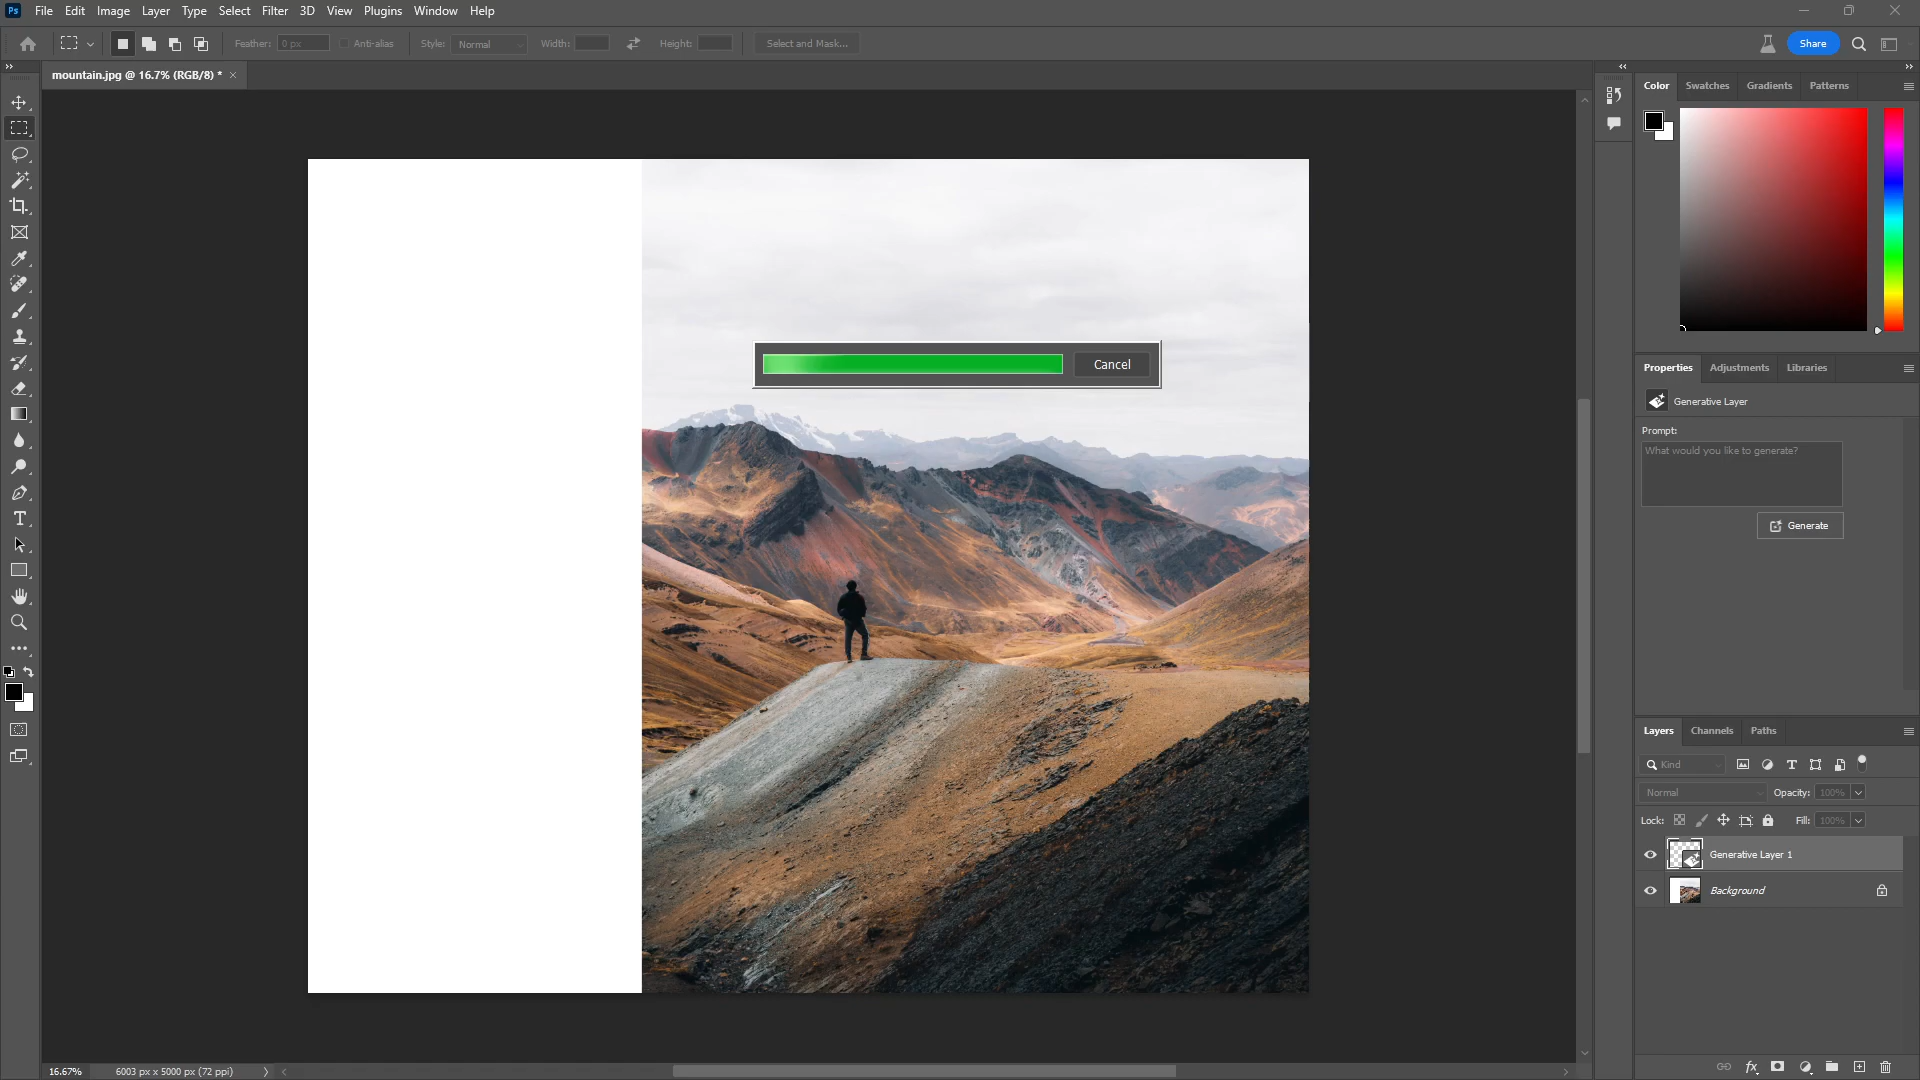 Ps File Edit Image Layer Type Select Filter 3D View Plugins Window Help
Feather: 0 px Anti-alias Style: Normal Width: Height: Select and Mask... Share
mountain.jpg @ 16.7% (RGB/8) *
Color Swatches Gradients Patterns
Cancel
Properties Adjustments Libraries
Generative Layer
Prompt:
What would you like to generate?
Generate
Layers Channels Paths
Kind
Normal Opacity: 100%
Lock: Fill: 100%
Generative Layer 1
Background
16.67% 6003 px x 5000 px (72 ppi)